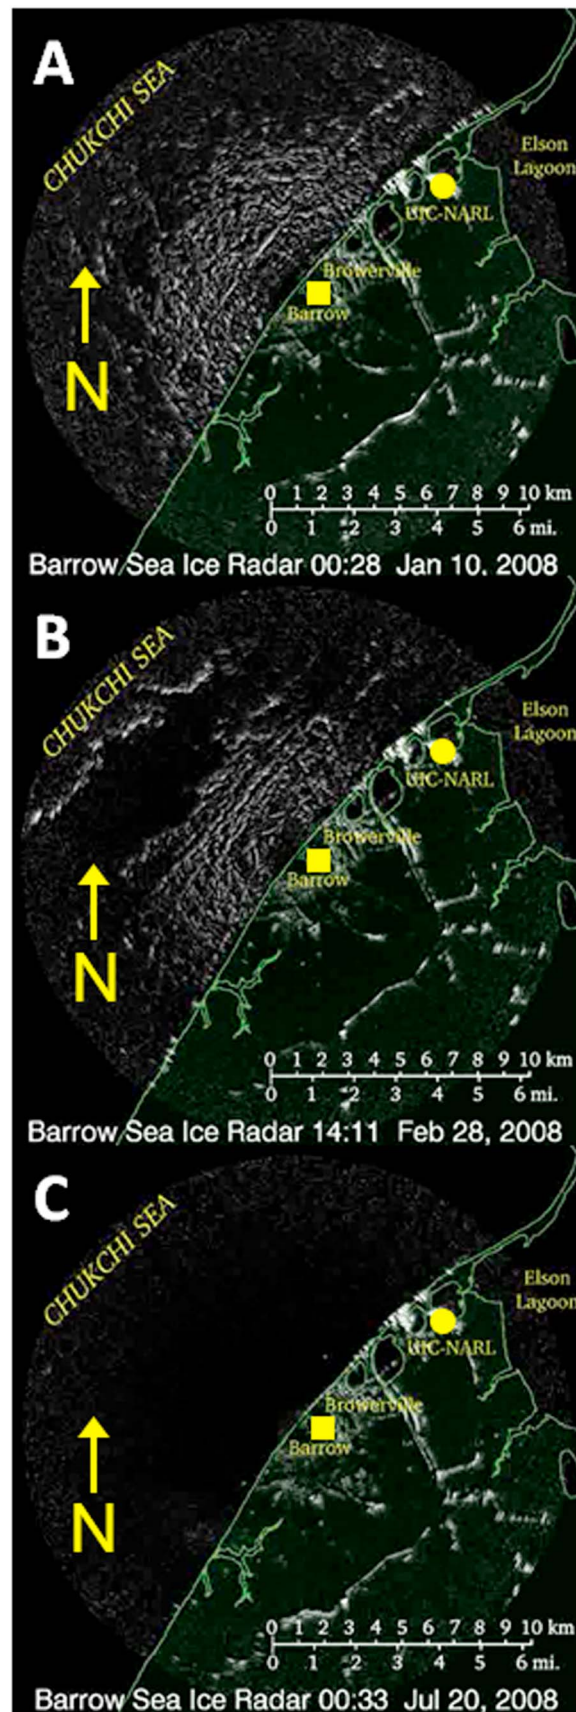 A
CHUKCHI SEA
Elson
Lagoon
UIC-NARL
Browerville
Barrow
N
0 1 2 3 4 5 6 7 8 9 10 km
0 1 2 3 4 5 6 mi.
Barrow Sea Ice Radar 00:28 Jan 10. 2008
B
CHUKCHI SEA
Elson
Lagoon
UIC-NARL
Browerville
Barrow
N
0 1 2 3 4 5 6 7 8 9 10 km
0 1 2 3 4 5 6 mi.
Barrow Sea Ice Radar 14:11 Feb 28, 2008
C
CHUKCHI SEA
Elson
Lagoon
UIC-NARL
Browerville
Barrow
N
0 1 2 3 4 5 6 7 8 9 10 km
0 1 2 3 4 5 6 mi.
Barrow Sea Ice Radar 00:33 Jul 20, 2008